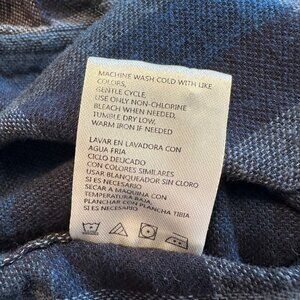 MACHINE WASH COLD WITH LIKE
COLORS,
GENTLE CYCLE,
USE ONLY NON-CHLORINE
BLEACH WHEN NEEDED,
TUMBLE DRY LOW,
WARM IRON IF NEEDED
LAVAR EN LAVADORA CON
AGUA FRIA
CICLO DELICADO
CON COLORES SIMILARES
USAR BLANQUEADOR SIN CLORO
SI ES NECESARIO
SECAR A MAQUINA CON
TEMPERATURA BAJA,
PLANCHAR CON PLANCHA TIBIA
SI ES NECESARIO